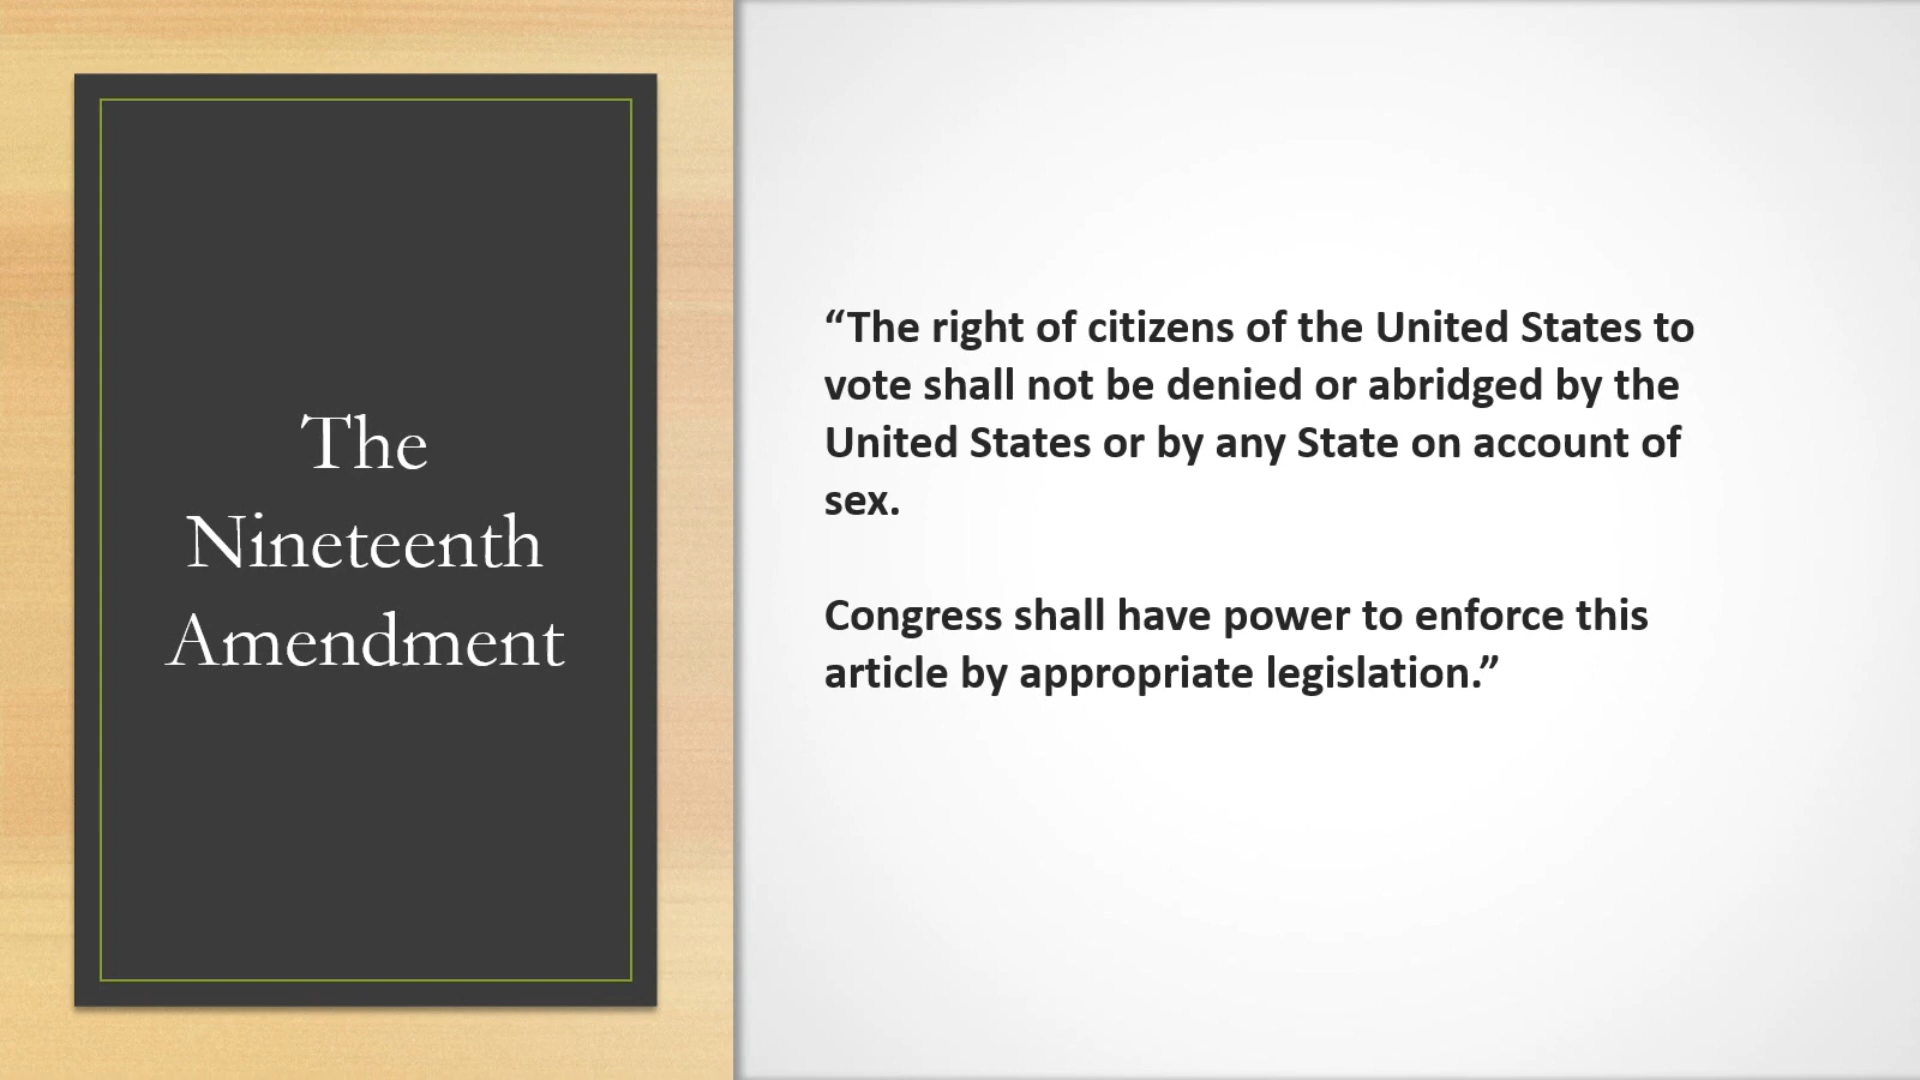 The
Nineteenth
Amendment
“The right of citizens of the United States to
vote shall not be denied or abridged by the
United States or by any State on account of
sex.
Congress shall have power to enforce this
article by appropriate legislation.”